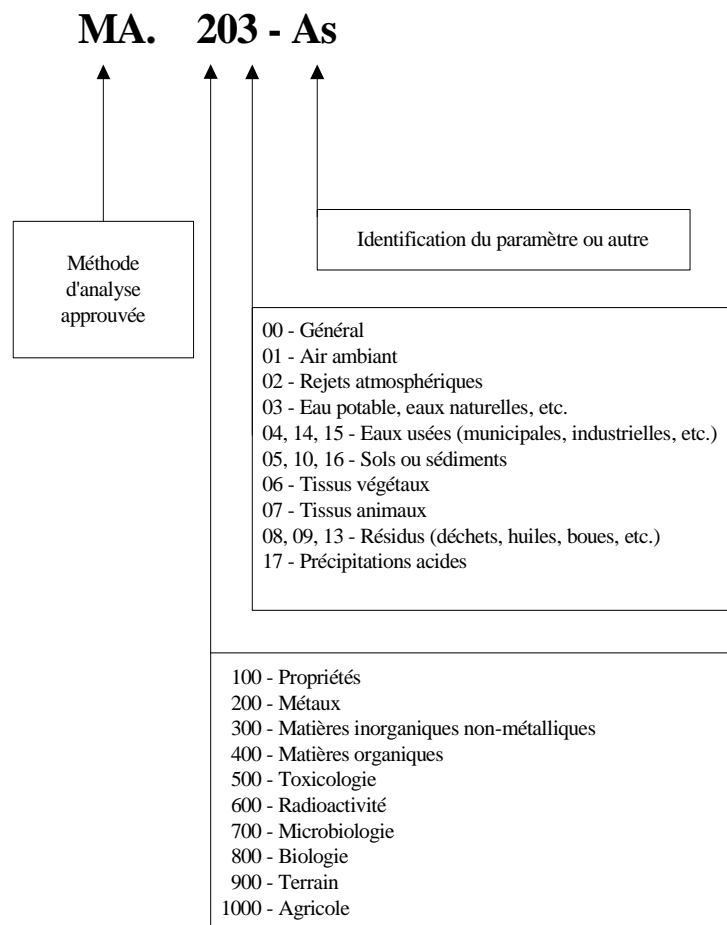 MA. 203 - As
Identification du paramètre ou autre
Méthode
d'analyse
approuvée
00 - Général
01 - Air ambiant
02 - Rejets atmosphériques
03 - Eau potable, eaux naturelles, etc.
04, 14, 15 - Eaux usées (municipales, industrielles, etc.)
05, 10, 16 - Sols ou sédiments
06 - Tissus végétaux
07 - Tissus animaux
08, 09, 13 - Résidus (déchets, huiles, boues, etc.)
17 - Précipitations acides
100 - Propriétés
200 - Métaux
300 - Matières inorganiques non-métalliques
400 - Matières organiques
500 - Toxicologie
600 - Radioactivité
700 - Microbiologie
800 - Biologie
900 - Terrain
1000 - Agricole